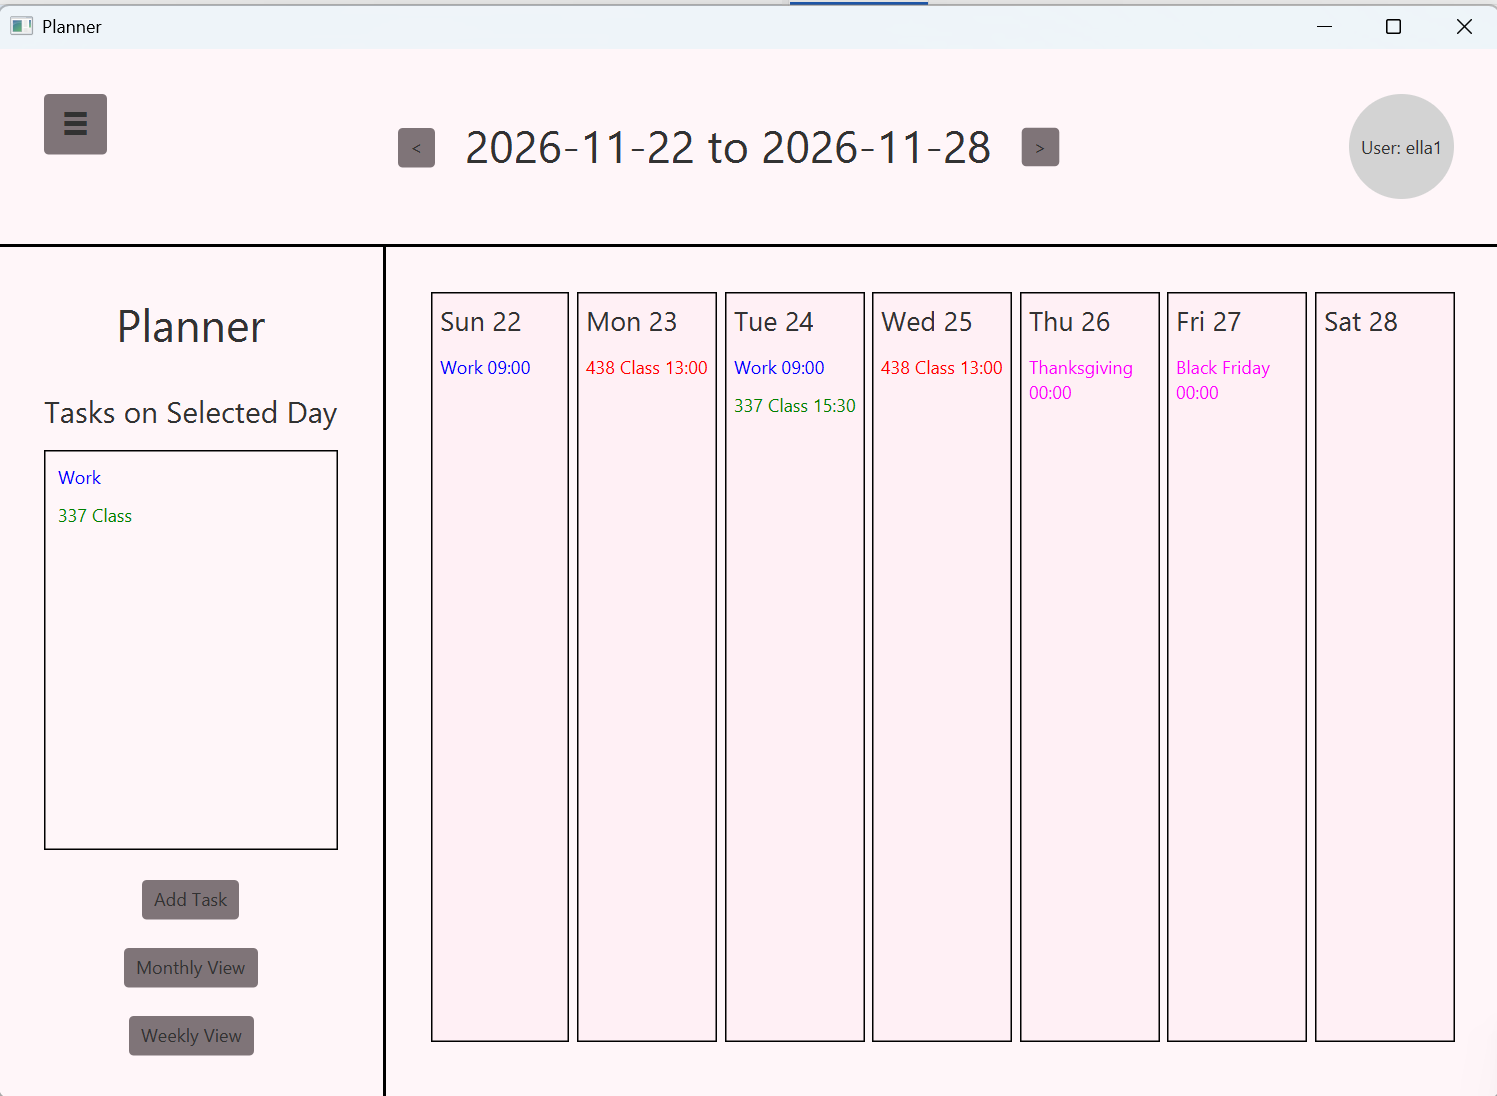 Planner
☰
< 2026-11-22 to 2026-11-28 >
User: ella1
Planner
Tasks on Selected Day
Work
337 Class
Add Task
Monthly View
Weekly View
Sun 22
Work 09:00
Mon 23
438 Class 13:00
Tue 24
Work 09:00
337 Class 15:30
Wed 25
438 Class 13:00
Thu 26
Thanksgiving
00:00
Fri 27
Black Friday
00:00
Sat 28